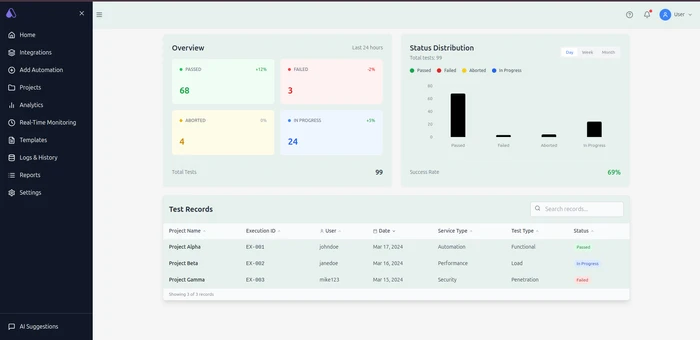 User
Home
Integrations
Add Automation
Projects
Analytics
Real-Time Monitoring
Templates
Logs & History
Reports
Settings
AI Suggestions
Overview
Last 24 hours
PASSED +12%
68
FAILED -2%
3
ABORTED 0%
4
IN PROGRESS +5%
24
Total Tests 99
Status Distribution
Total tests: 99
Day Week Month
Passed Failed Aborted In Progress
80
60
40
20
0
Passed Failed Aborted In Progress
Success Rate 69%
Test Records
Search records...
Project Name Execution ID User Date Service Type Test Type Status
Project Alpha EX-001 johndoe Mar 17, 2024 Automation Functional Passed
Project Beta EX-002 janedoe Mar 16, 2024 Performance Load In Progress
Project Gamma EX-003 mike123 Mar 15, 2024 Security Penetration Failed
Showing 3 of 3 records